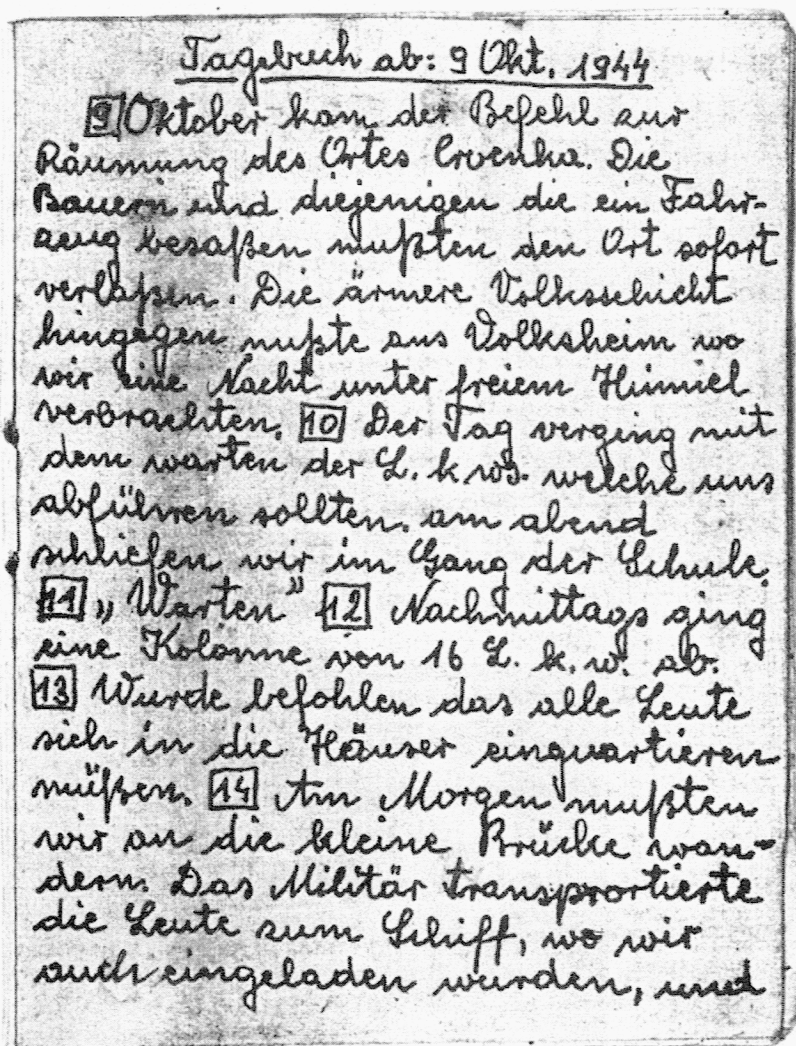 Tagebuch ab: 9 Okt. 1944
9 Oktober kam der Befehl zur
Räumung des Ortes Crvenka. Die
Bauern und diejenigen die ein Fahr-
zeug besaßen mußten den Ort sofort
verlaßen. Die ärmere Volksschicht
hingegen mußte ins Volksheim wo
wir eine Nacht unter freiem Himmel
verbrachten. 10 Der Tag verging mit
dem warten der L. k ws. welche uns
abführen sollten. am abend
schliefen wir im Gang der Schule.
11 „Warten” 12 Nachmittags ging
eine Kolonne von 16 L. k. w. ab.
13 Wurde befohlen das alle Leute
sich in die Häuser einquartieren
müßen. 14 Am Morgen mußten
wir an die kleine Brücke wan-
dern. Das Militär transprortierte
die Leute zum Schiff, wo wir
auch eingeladen wurden, und